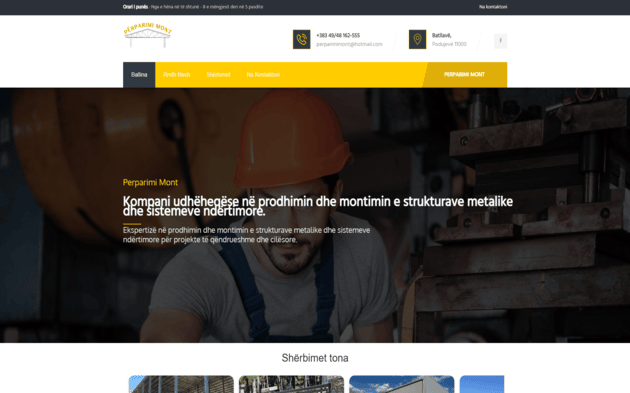 Orari i punës : Nga e hëna në të shtunë - 8 e mëngjesit deri në 5 pasdite
Na kontaktoni
PËRPARIMI MONT
+383 49/48 162-555
perparimimont@hotmail.com
Batllavë,
Podujevë 11000
Ballina
Rreth Nesh
Shërbimet
Na Kontaktoni
PERPARIMI MONT
Perparimi Mont
Kompani udhëheqëse në prodhimin dhe montimin e strukturave metalike
dhe sistemeve ndërtimore.
Ekspertizë në prodhimin dhe montimin e strukturave metalike dhe sistemeve
ndërtimore për projekte të qëndrueshme dhe cilësore.
Shërbimet tona